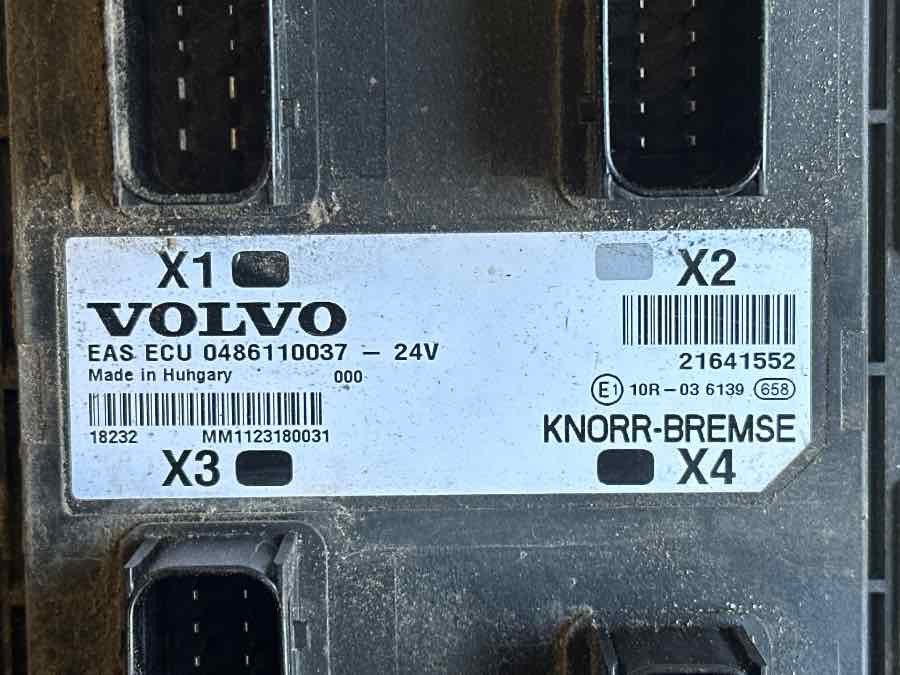 X1
X2
VOLVO
EAS ECU 0486110037 – 24V
Made in Hungary 000
18232 MM1123180031
21641552
E1 10R – 03 6139 658
KNORR-BREMSE
X3
X4